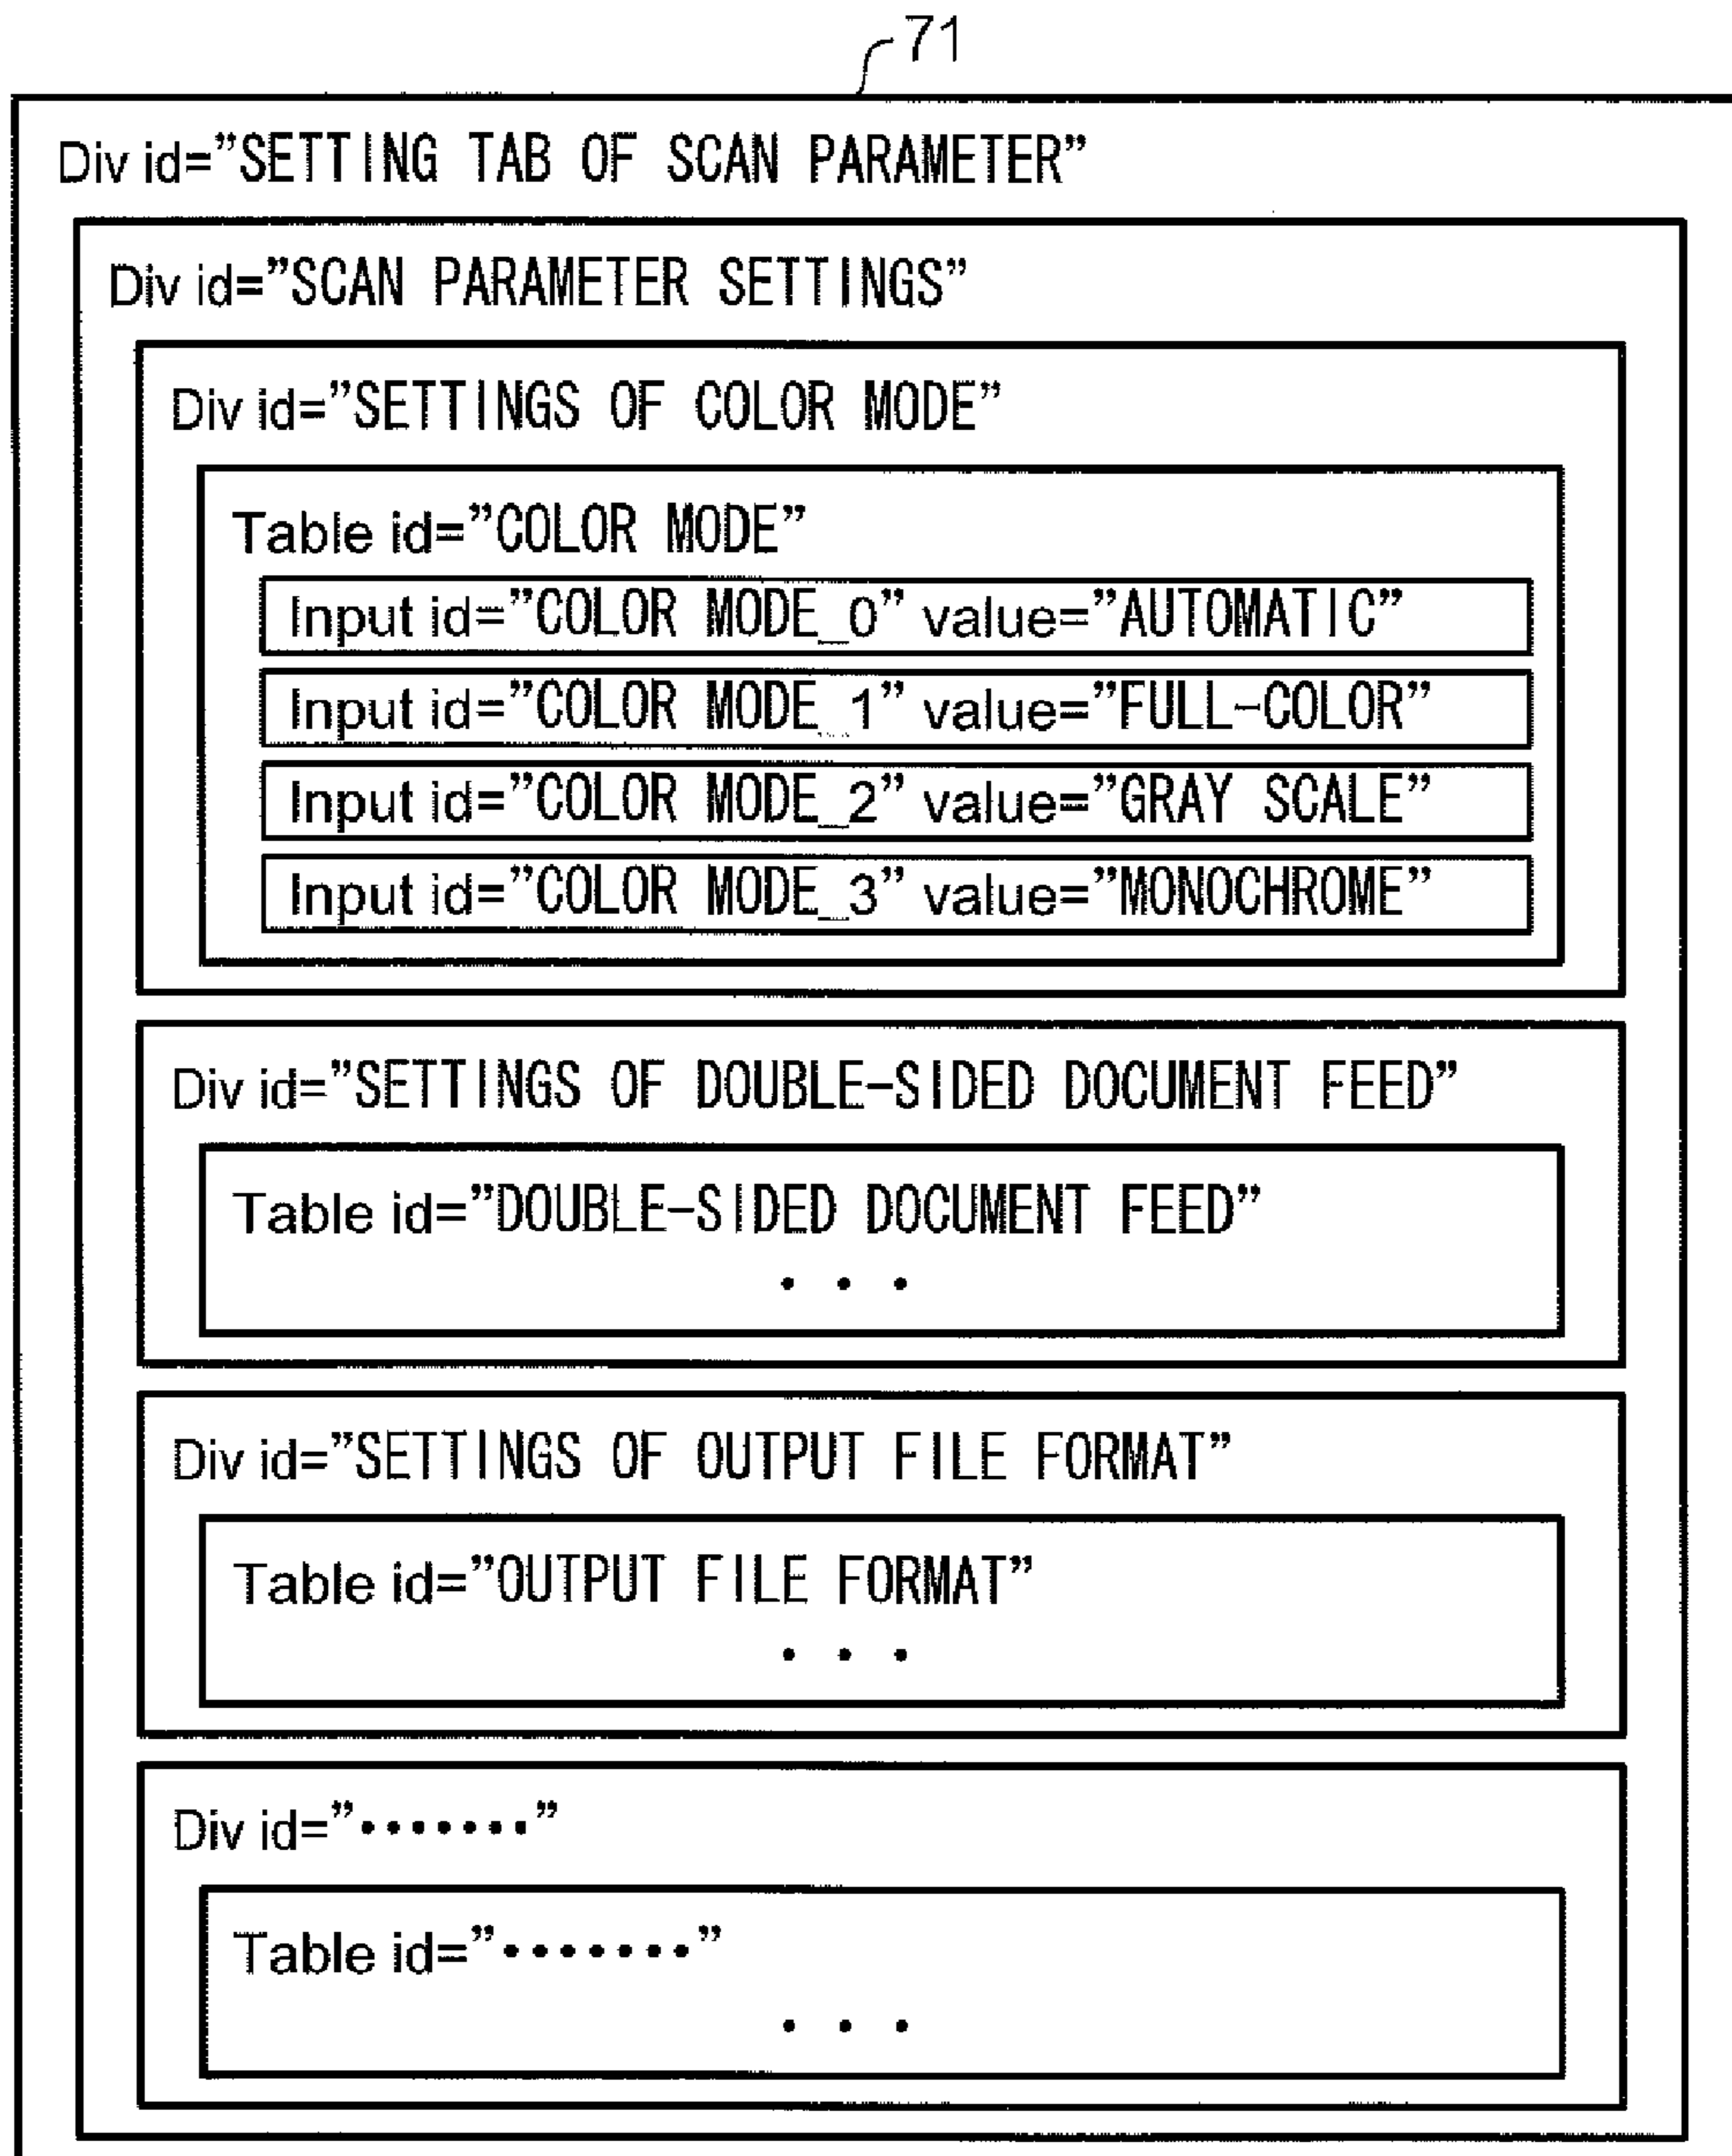 71
Div id=”SETTING TAB OF SCAN PARAMETER”
Div id=”SCAN PARAMETER SETTINGS”
Div id=”SETTINGS OF COLOR MODE”
Table id=”COLOR MODE”
Input id=”COLOR MODE_0” value=”AUTOMATIC”
Input id=”COLOR MODE_1” value=”FULL-COLOR”
Input id=”COLOR MODE_2” value=”GRAY SCALE”
Input id=”COLOR MODE_3” value=”MONOCHROME”
Div id=”SETTINGS OF DOUBLE-SIDED DOCUMENT FEED”
Table id=”DOUBLE-SIDED DOCUMENT FEED”
・・・
Div id=”SETTINGS OF OUTPUT FILE FORMAT”
Table id=”OUTPUT FILE FORMAT”
・・・
Div id=”•••••••”
Table id=”•••••••”
・・・